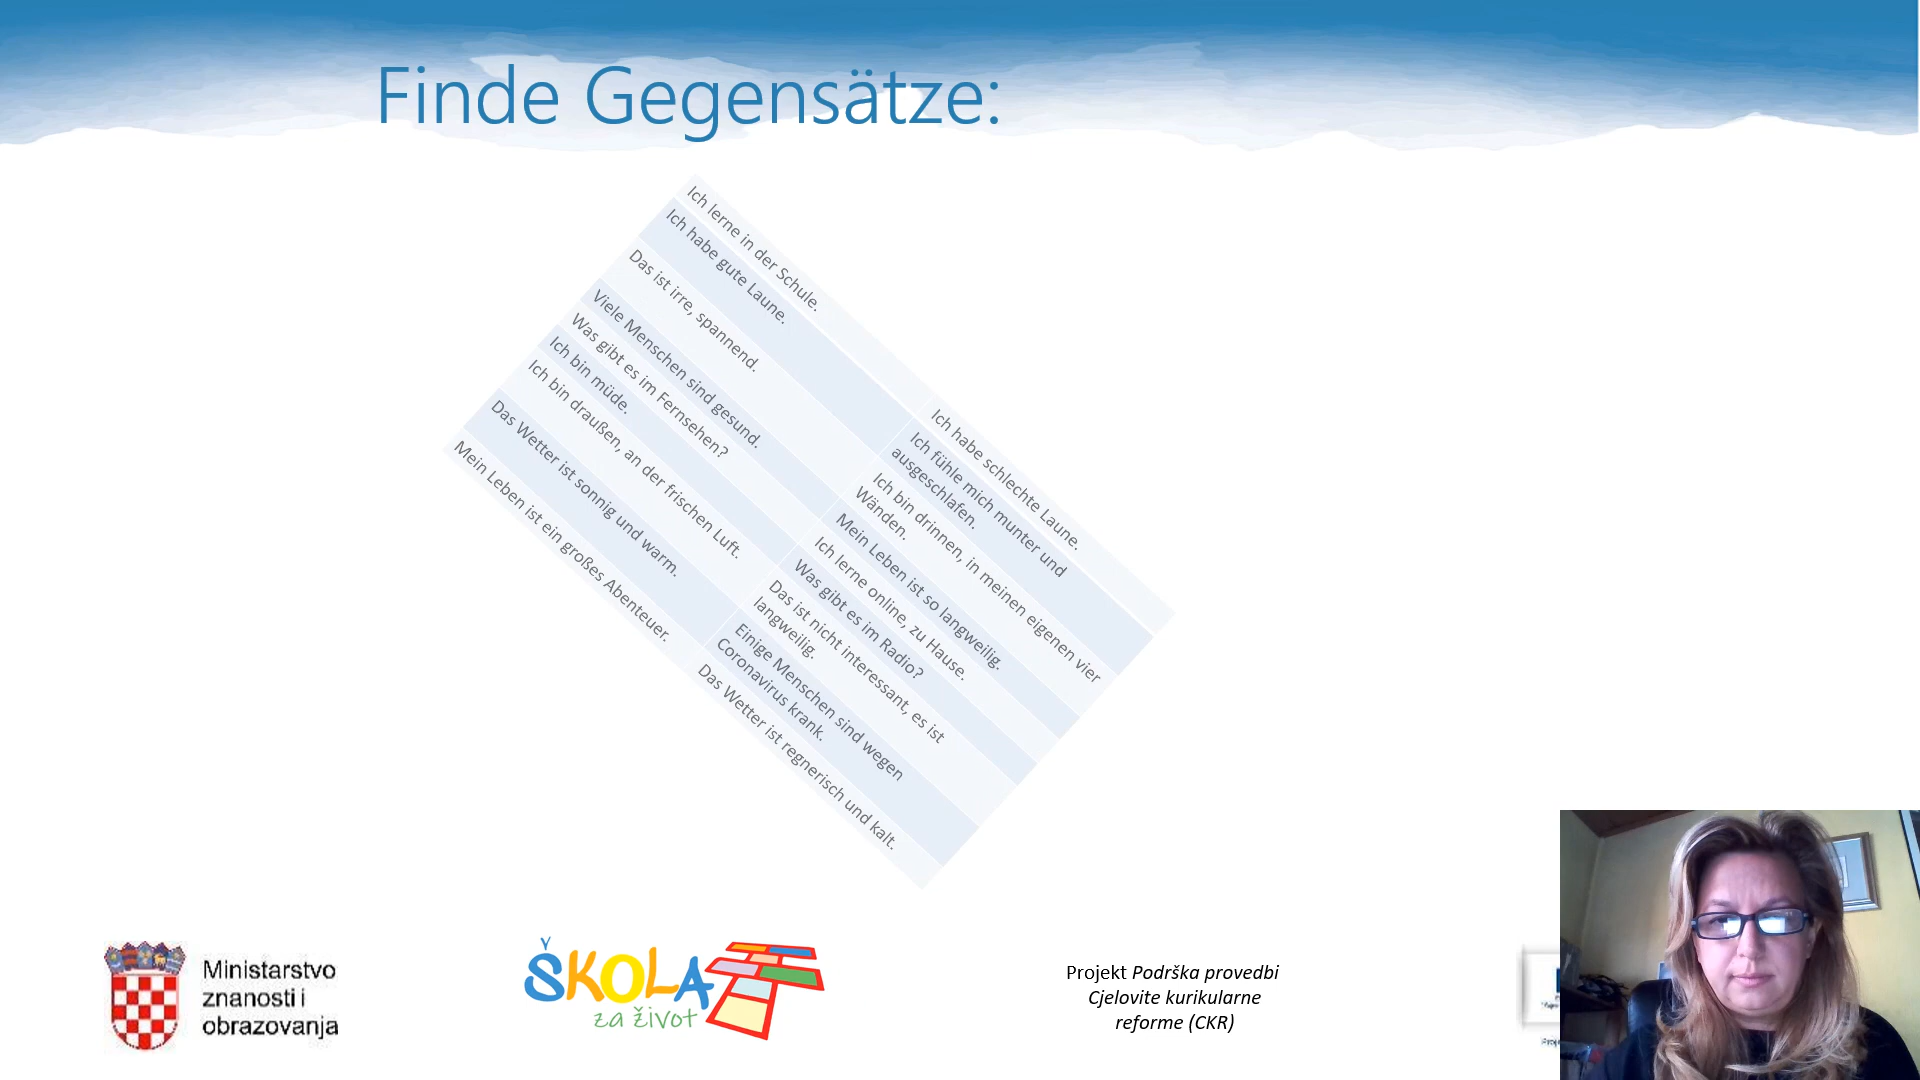 Finde Gegensätze:
Ich lerne in der Schule.
Ich habe schlechte Laune.
Ich habe gute Laune.
Ich fühle mich munter und
ausgeschlafen.
Das ist irre, spannend.
Ich bin drinnen, in meinen eigenen vier
Wänden.
Viele Menschen sind gesund.
Mein Leben ist so langweilig.
Was gibt es im Fernsehen?
Ich lerne online, zu Hause.
Ich bin müde.
Was gibt es im Radio?
Ich bin draußen, an der frischen Luft.
Das ist nicht interessant, es ist
langweilig.
Das Wetter ist sonnig und warm.
Einige Menschen sind wegen
Coronavirus krank.
Mein Leben ist ein großes Abenteuer.
Das Wetter ist regnerisch und kalt.
Ministarstvo
znanosti i
obrazovanja
ŠKOLA
za život
Projekt Podrška provedbi
Cjelovite kurikularne
reforme (CKR)